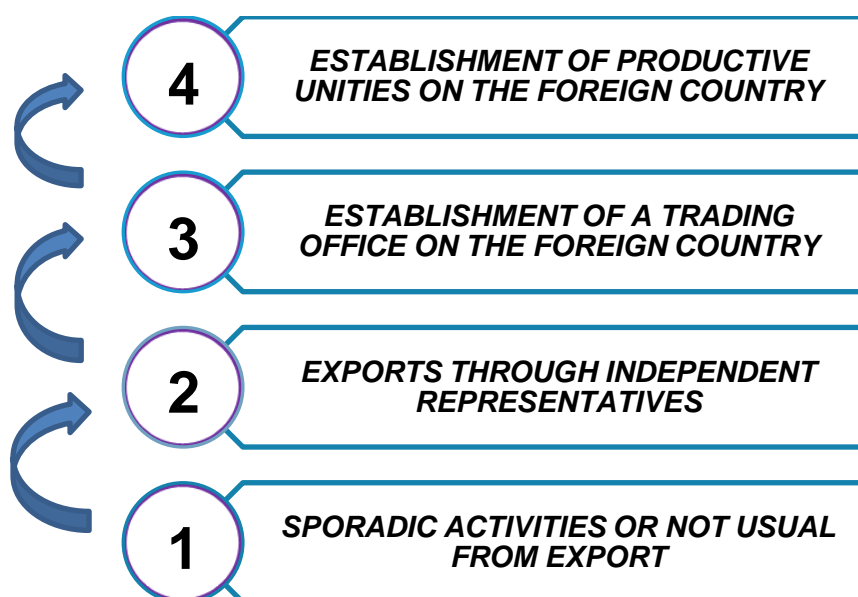 4
ESTABLISHMENT OF PRODUCTIVE
UNITIES ON THE FOREIGN COUNTRY
3
ESTABLISHMENT OF A TRADING
OFFICE ON THE FOREIGN COUNTRY
2
EXPORTS THROUGH INDEPENDENT
REPRESENTATIVES
1
SPORADIC ACTIVITIES OR NOT USUAL
FROM EXPORT